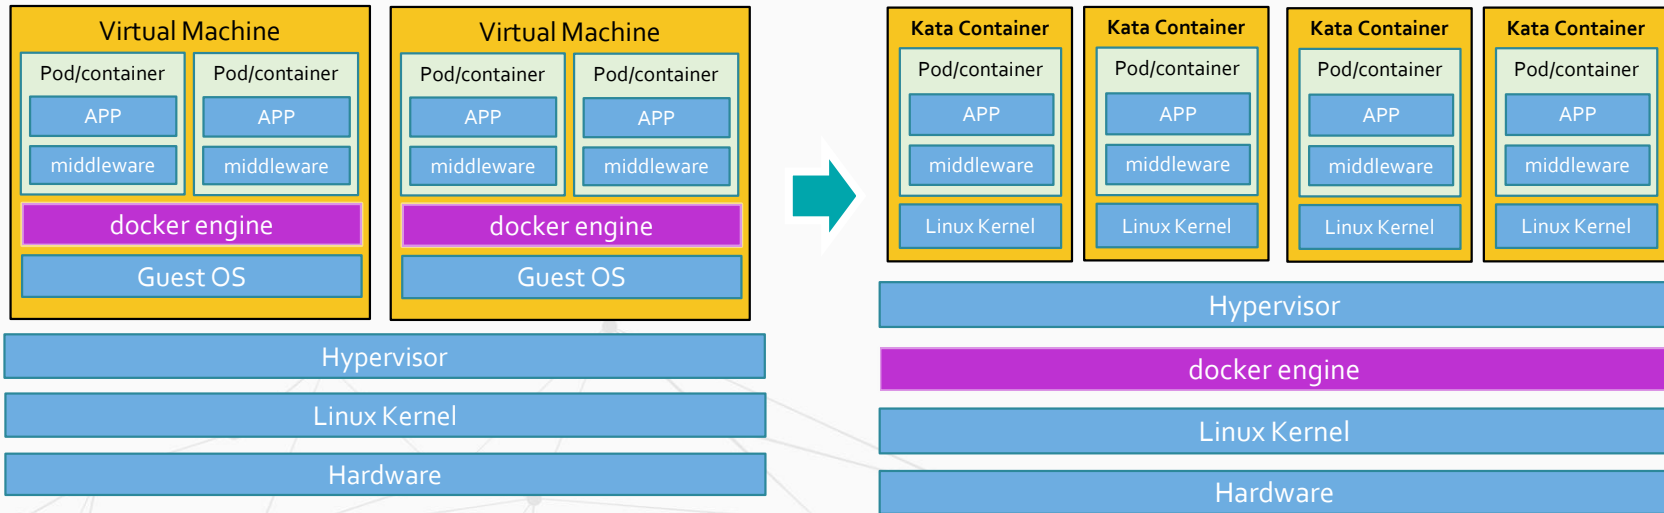 Virtual Machine
Pod/container
APP
middleware
Pod/container
APP
middleware
docker engine
Guest OS
Virtual Machine
Pod/container
APP
middleware
Pod/container
APP
middleware
docker engine
Guest OS
Hypervisor
Linux Kernel
Hardware
Kata Container
Pod/container
APP
middleware
Linux Kernel
Kata Container
Pod/container
APP
middleware
Linux Kernel
Kata Container
Pod/container
APP
middleware
Linux Kernel
Kata Container
Pod/container
APP
middleware
Linux Kernel
Hypervisor
docker engine
Linux Kernel
Hardware